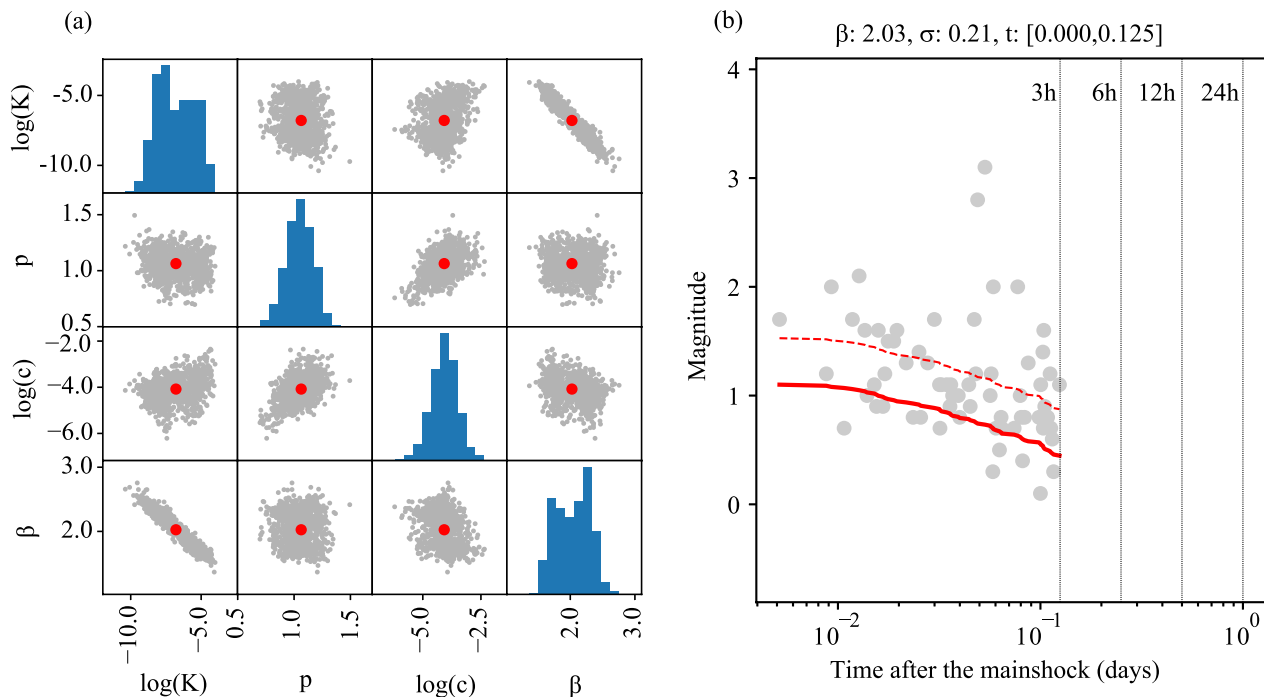 (a)
log(K)
-5.0
-10.0
p
1.5
1.0
0.5
log(c)
−2.0
−4.0
−6.0
β
3.0
2.0
−10.0
−5.0
0.5
1.0
1.5
−5.0
−2.5
2.0
3.0
log(K)
p
log(c)
β
(b)
β: 2.03, σ: 0.21, t: [0.000,0.125]
3h
6h
12h
24h
Magnitude
4
3
2
1
0
10⁻²
10⁻¹
10⁰
Time after the mainshock (days)